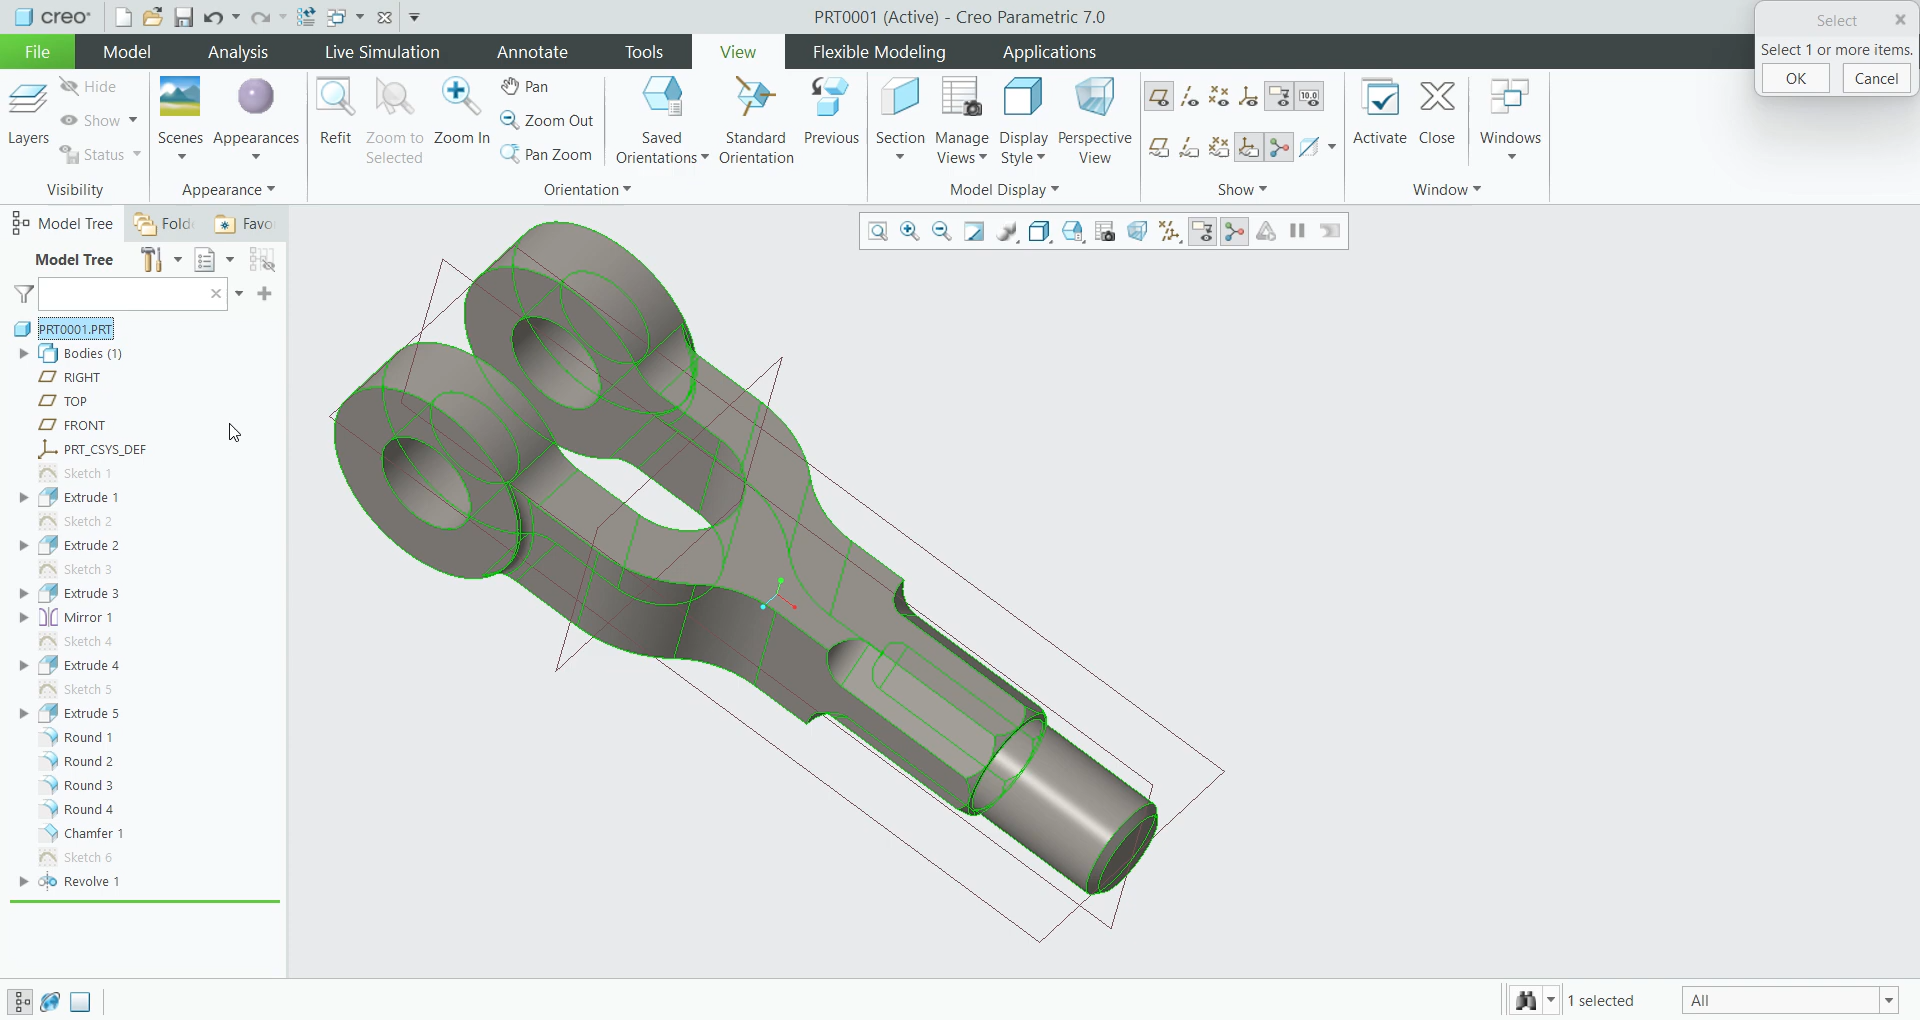 creo
PRT0001 (Active) - Creo Parametric 7.0
File
Model
Analysis
Live Simulation
Annotate
Tools
View
Flexible Modeling
Applications
Select
Select 1 or more items.
OK
Cancel
Layers
Hide
Show
Status
Visibility
Scenes
Appearances
Appearance
Refit
Zoom to
Selected
Zoom In
Pan
Zoom Out
Pan Zoom
Saved
Orientations
Standard
Orientation
Previous
Orientation
Section
Manage
Views
Display
Style
Perspective
View
Model Display
10.0
Show
Activate
Close
Windows
Window
Model Tree
Fold
Favo
Model Tree
PRT0001.PRT
Bodies (1)
RIGHT
TOP
FRONT
PRT_CSYS_DEF
Sketch 1
Extrude 1
Sketch 2
Extrude 2
Sketch 3
Extrude 3
Mirror 1
Sketch 4
Extrude 4
Sketch 5
Extrude 5
Round 1
Round 2
Round 3
Round 4
Chamfer 1
Sketch 6
Revolve 1
1 selected
All